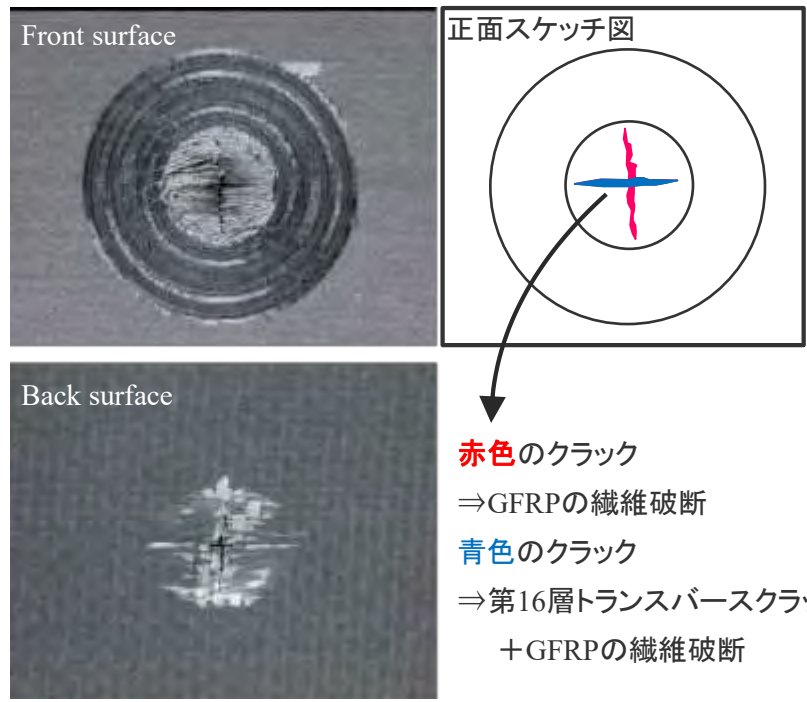 Front surface
正面スケッチ図
Back surface
赤色のクラック
⇒GFRPの繊維破断
青色のクラック
⇒第16層トランスバースクラッ
+GFRPの繊維破断